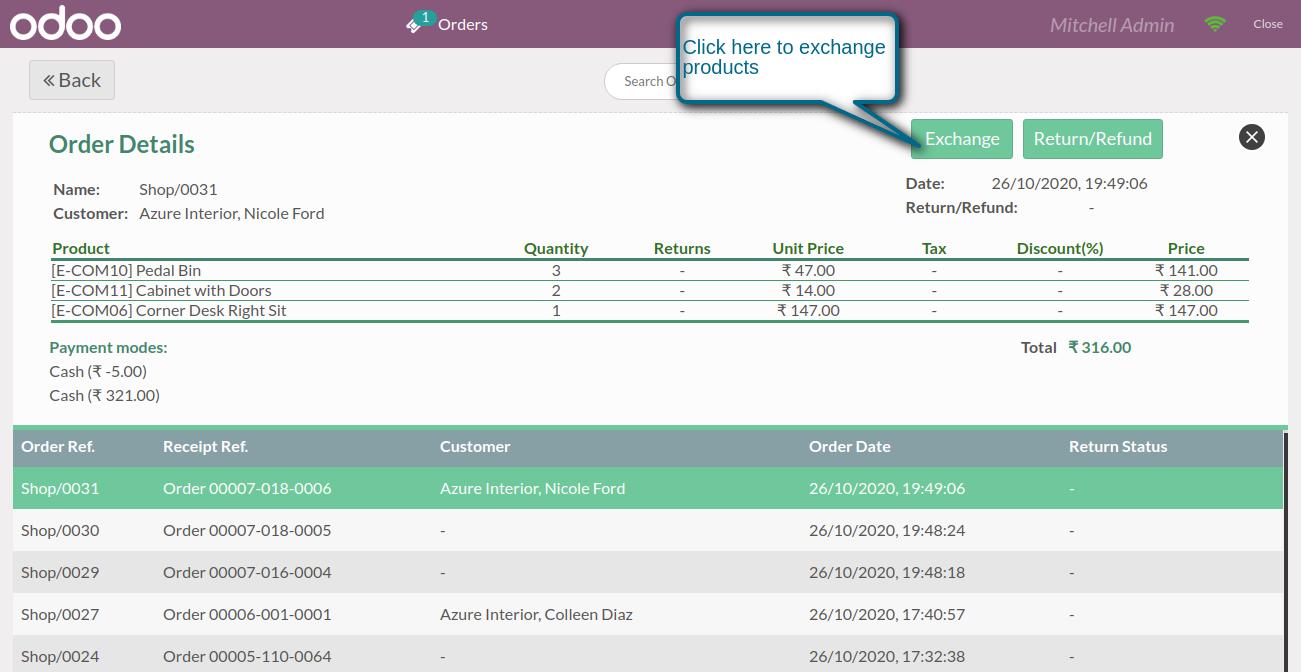 odoo 1 Orders Mitchell Admin Close
Click here to exchange
products
« Back Search O
Order Details Exchange Return/Refund
Name: Shop/0031 Date: 26/10/2020, 19:49:06
Customer: Azure Interior, Nicole Ford Return/Refund: -
Product Quantity Returns Unit Price Tax Discount(%) Price
[E-COM10] Pedal Bin 3 - ₹ 47.00 - - ₹ 141.00
[E-COM11] Cabinet with Doors 2 - ₹ 14.00 - - ₹ 28.00
[E-COM06] Corner Desk Right Sit 1 - ₹ 147.00 - - ₹ 147.00
Payment modes: Total ₹ 316.00
Cash (₹ -5.00)
Cash (₹ 321.00)
Order Ref. Receipt Ref. Customer Order Date Return Status
Shop/0031 Order 00007-018-0006 Azure Interior, Nicole Ford 26/10/2020, 19:49:06 -
Shop/0030 Order 00007-018-0005 - 26/10/2020, 19:48:24 -
Shop/0029 Order 00007-016-0004 - 26/10/2020, 19:48:18 -
Shop/0027 Order 00006-001-0001 Azure Interior, Colleen Diaz 26/10/2020, 17:40:57 -
Shop/0024 Order 00005-110-0064 - 26/10/2020, 17:32:38 -